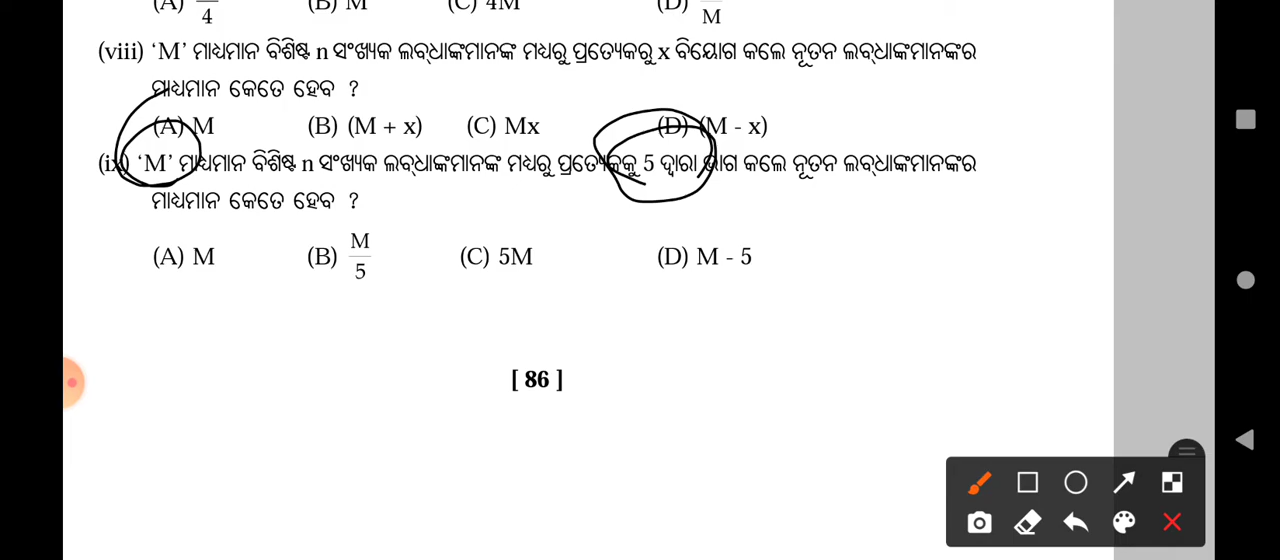 (A) 4 (B) M (C) 4M (D) M
(viii) ‘M’ ମାଧ୍ୟମାନ ବିଶିଷ୍ଟ n ସଂଖ୍ୟକ ଲବ୍ଧାଙ୍କମାନଙ୍କ ମଧ୍ୟରୁ ପ୍ରତ୍ୟେକରୁ x ବିୟୋଗ କଲେ ନୂତନ ଲବ୍ଧାଙ୍କମାନଙ୍କର
ମାଧ୍ୟମାନ କେତେ ହେବ ?
(A) M (B) (M + x) (C) Mx (D) (M - x)
(ix) ‘M’ ମାଧ୍ୟମାନ ବିଶିଷ୍ଟ n ସଂଖ୍ୟକ ଲବ୍ଧାଙ୍କମାନଙ୍କ ମଧ୍ୟରୁ ପ୍ରତ୍ୟେକକୁ 5 ଦ୍ୱାରା ଭାଗ କଲେ ନୂତନ ଲବ୍ଧାଙ୍କମାନଙ୍କର
ମାଧ୍ୟମାନ କେତେ ହେବ ?
(A) M (B) M/5 (C) 5M (D) M - 5
[ 86 ]